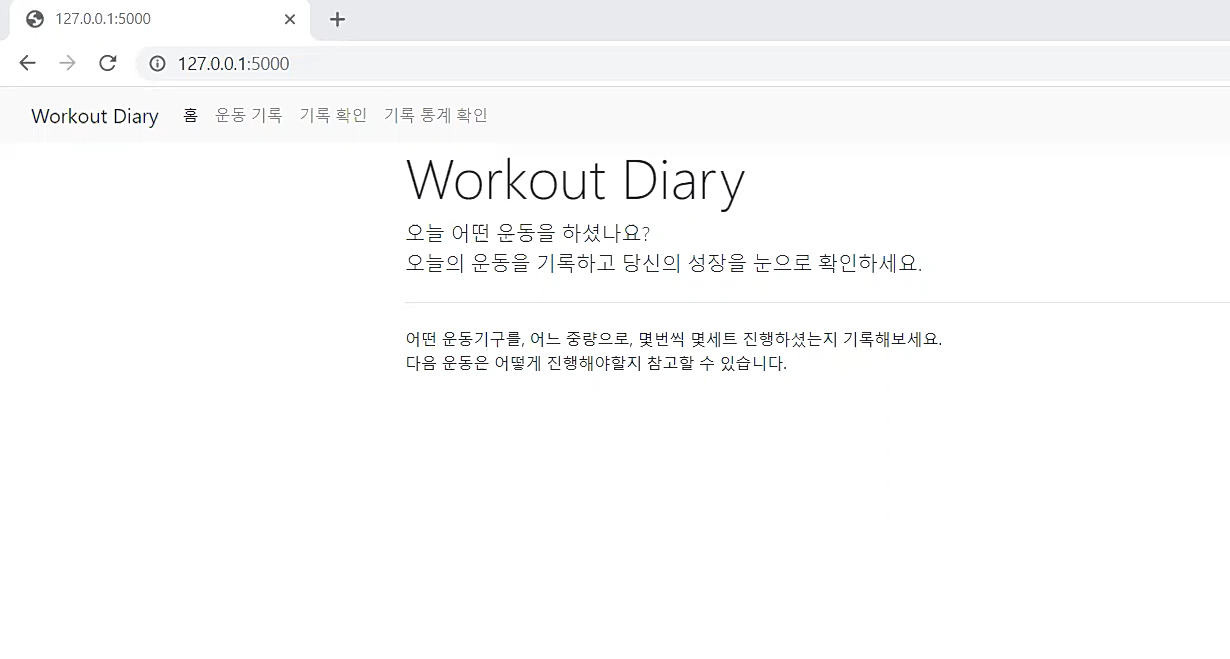 127.0.0.1:5000
127.0.0.1:5000
Workout Diary 홈 운동 기록 기록 확인 기록 통계 확인
Workout Diary
오늘 어떤 운동을 하셨나요?
오늘의 운동을 기록하고 당신의 성장을 눈으로 확인하세요.
어떤 운동기구를, 어느 중량으로, 몇번씩 몇세트 진행하셨는지 기록해보세요.
다음 운동은 어떻게 진행해야할지 참고할 수 있습니다.